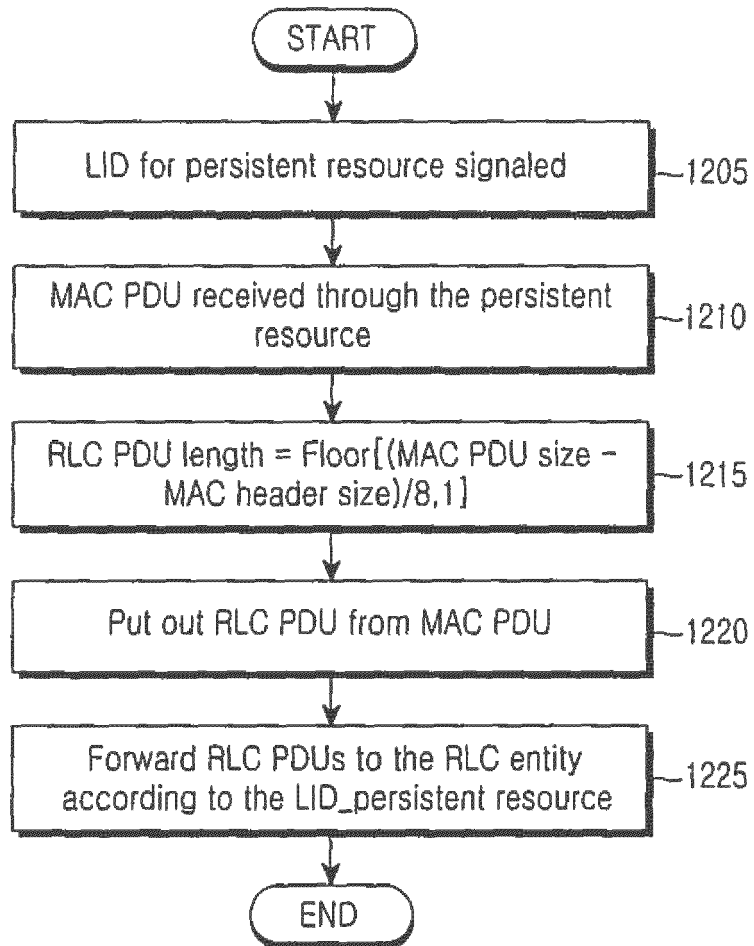 START
LID for persistent resource signaled
1205
MAC PDU received through the persistent
resource
1210
RLC PDU length = Floor[(MAC PDU size -
MAC header size)/8,1]
1215
Put out RLC PDU from MAC PDU
1220
Forward RLC PDUs to the RLC entity
according to the LID_persistent resource
1225
END